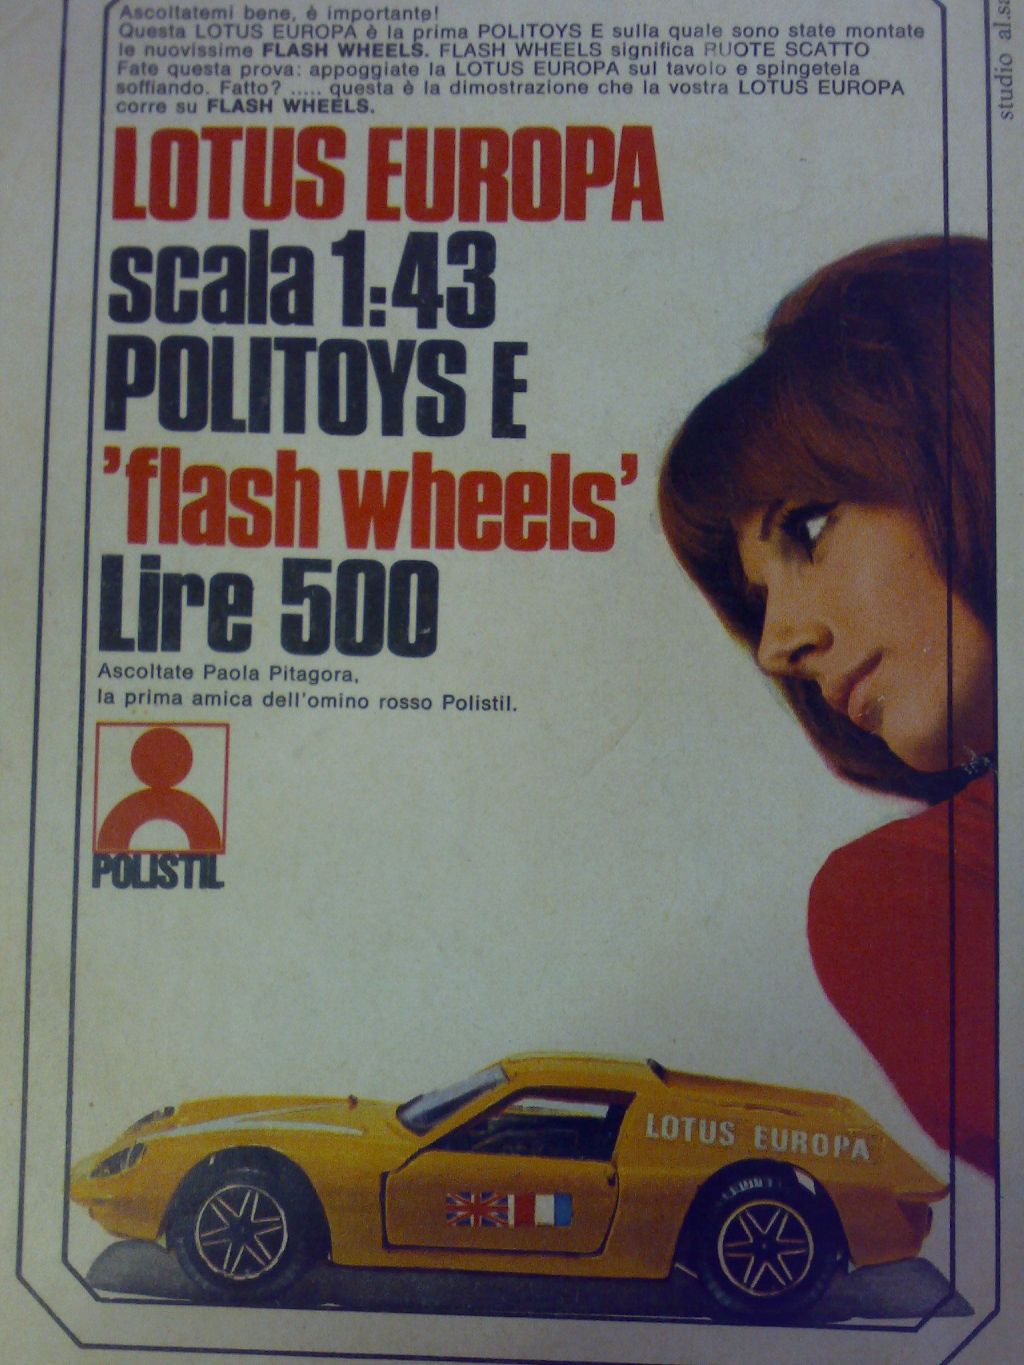 Ascoltatemi bene, è importante!
Questa LOTUS EUROPA è la prima POLITOYS E sulla quale sono state montate
le nuovissime FLASH WHEELS. FLASH WHEELS significa RUOTE SCATTO
Fate questa prova: appoggiate la LOTUS EUROPA sul tavolo e spingetela
soffiando. Fatto? ..... questa è la dimostrazione che la vostra LOTUS EUROPA
corre su FLASH WHEELS.
studio al.sa
LOTUS EUROPA
scala 1:43
POLITOYS E
'flash wheels'
Lire 500
Ascoltate Paola Pitagora,
la prima amica dell'omino rosso Polistil.
POLISTIL
LOTUS EUROPA